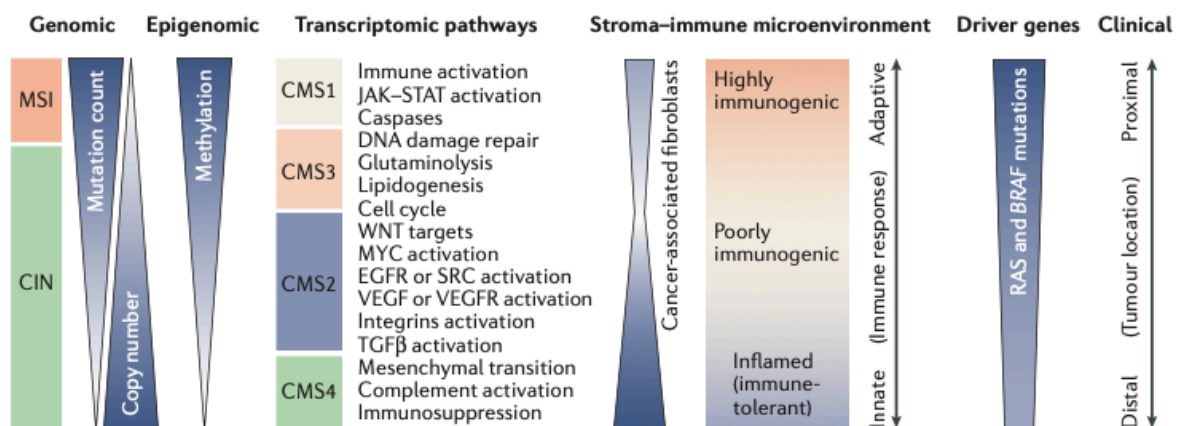 Genomic
Epigenomic
Transcriptomic pathways
Stroma–immune microenvironment
Driver genes
Clinical
MSI
CIN
Mutation count
Copy number
Methylation
CMS1
CMS3
CMS2
CMS4
Immune activation
JAK–STAT activation
Caspases
DNA damage repair
Glutaminolysis
Lipidogenesis
Cell cycle
WNT targets
MYC activation
EGFR or SRC activation
VEGF or VEGFR activation
Integrins activation
TGFβ activation
Mesenchymal transition
Complement activation
Immunosuppression
Cancer-associated fibroblasts
Highly
immunogenic
Poorly
immunogenic
Inflamed
(immune-
tolerant)
Innate (Immune response) Adaptive
RAS and BRAF mutations
Distal (Tumour location) Proximal